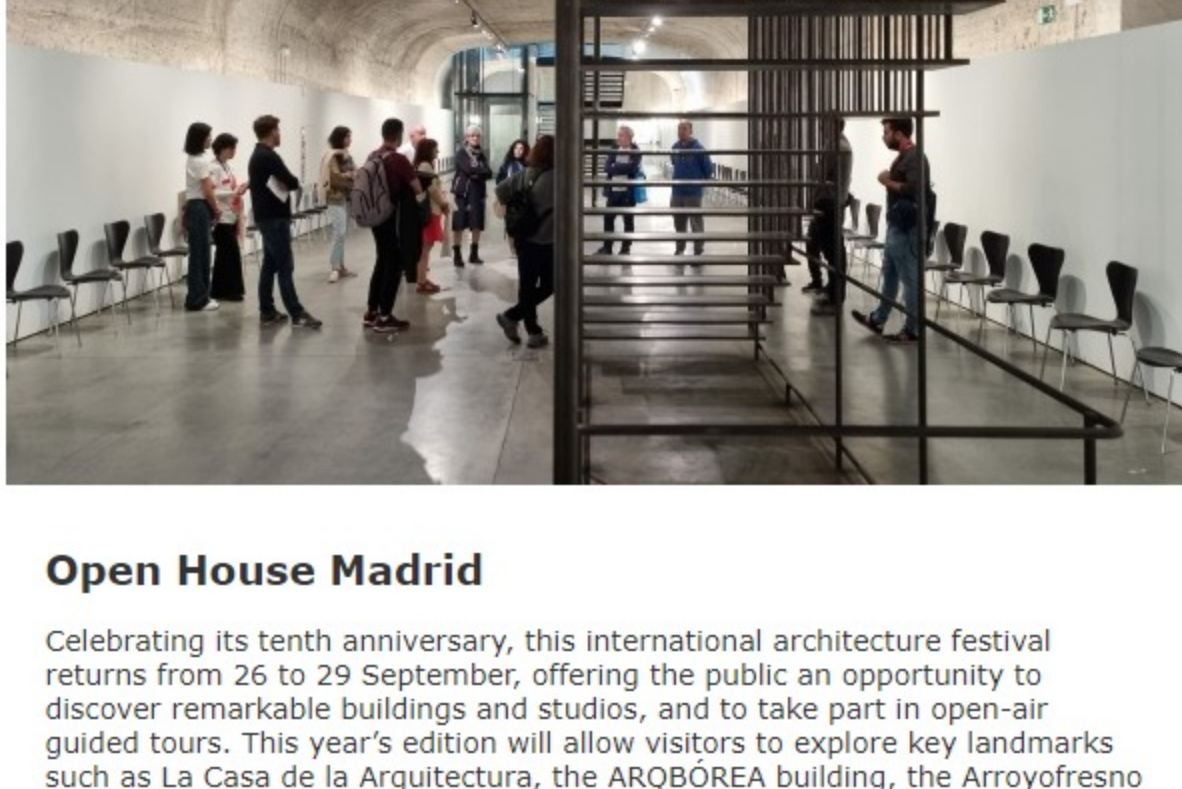 Open House Madrid
Celebrating its tenth anniversary, this international architecture festival
returns from 26 to 29 September, offering the public an opportunity to
discover remarkable buildings and studios, and to take part in open-air
guided tours. This year’s edition will allow visitors to explore key landmarks
such as La Casa de la Arquitectura, the ARQBÓREA building, the Arroyofresno